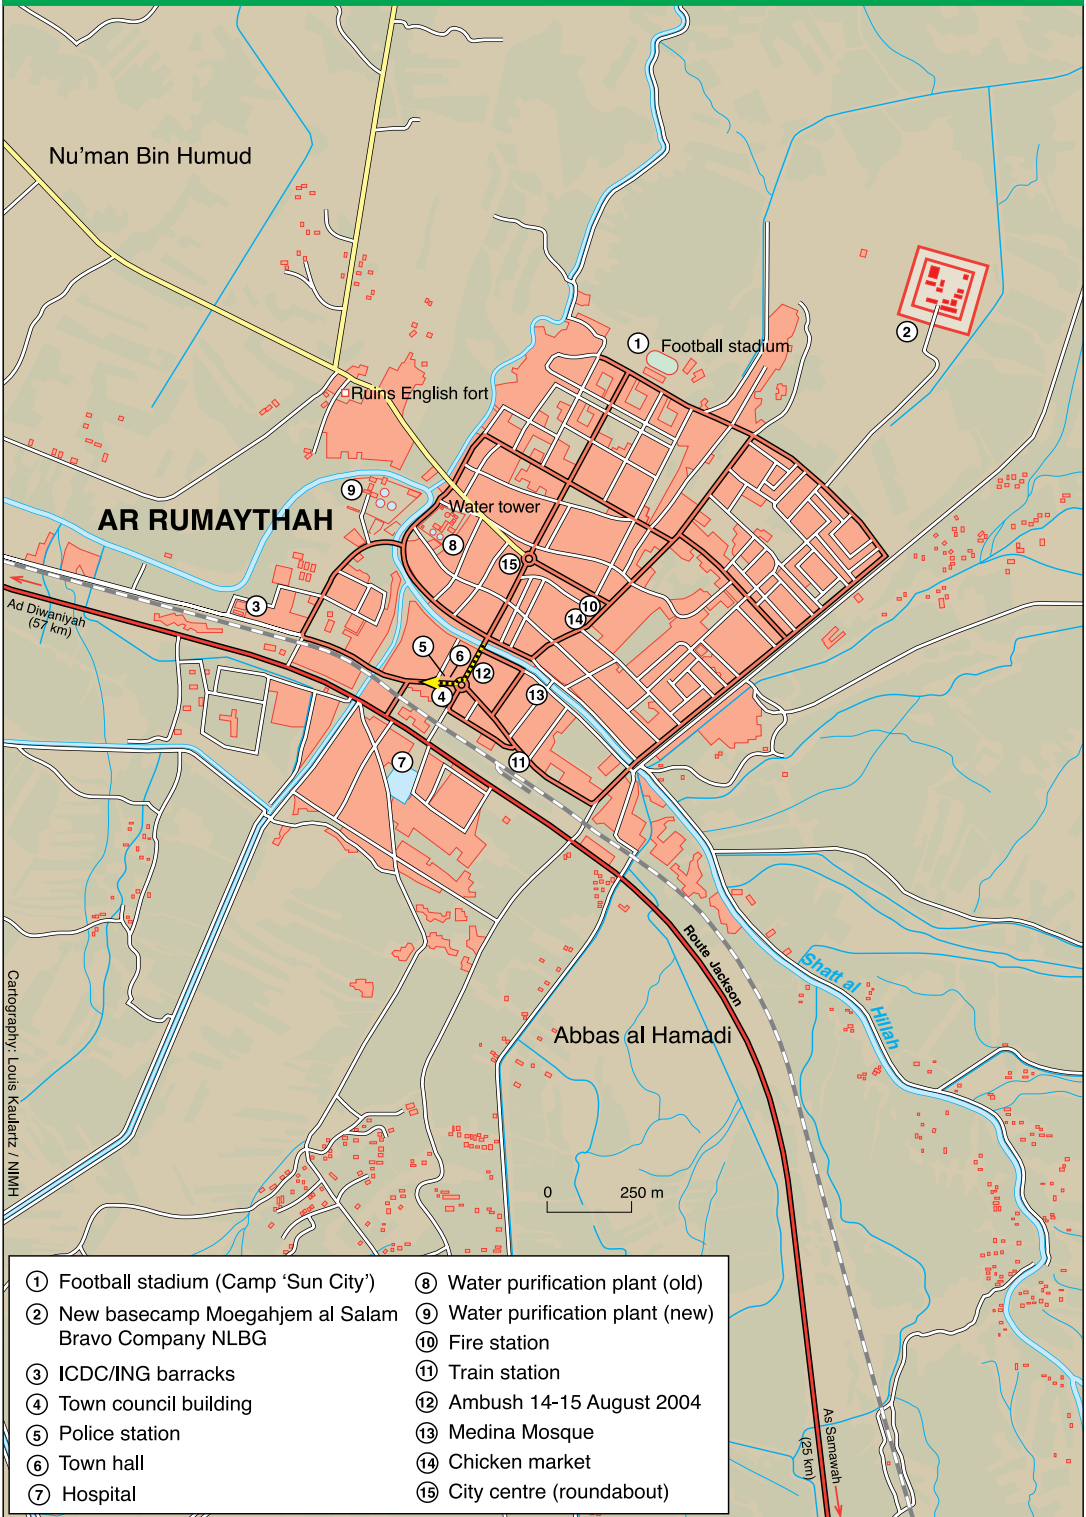 Nu’man Bin Humud
2
1
Football stadium
Ruins English fort
9
AR RUMAYTHAH
Water tower
8
15
10
14
3
Ad Diwaniyah
(57 km)
5
6
12
4
13
7
11
Route Jackson
Shatt al
Hillah
Abbas al Hamadi
Cartography: Louis Kaulartz / NIMH
0 250 m
As Samawah
(25 km)
1 Football stadium (Camp ‘Sun City’)
2 New basecamp Moegahjem al Salam
Bravo Company NLBG
3 ICDC/ING barracks
4 Town council building
5 Police station
6 Town hall
7 Hospital
8 Water purification plant (old)
9 Water purification plant (new)
10 Fire station
11 Train station
12 Ambush 14-15 August 2004
13 Medina Mosque
14 Chicken market
15 City centre (roundabout)